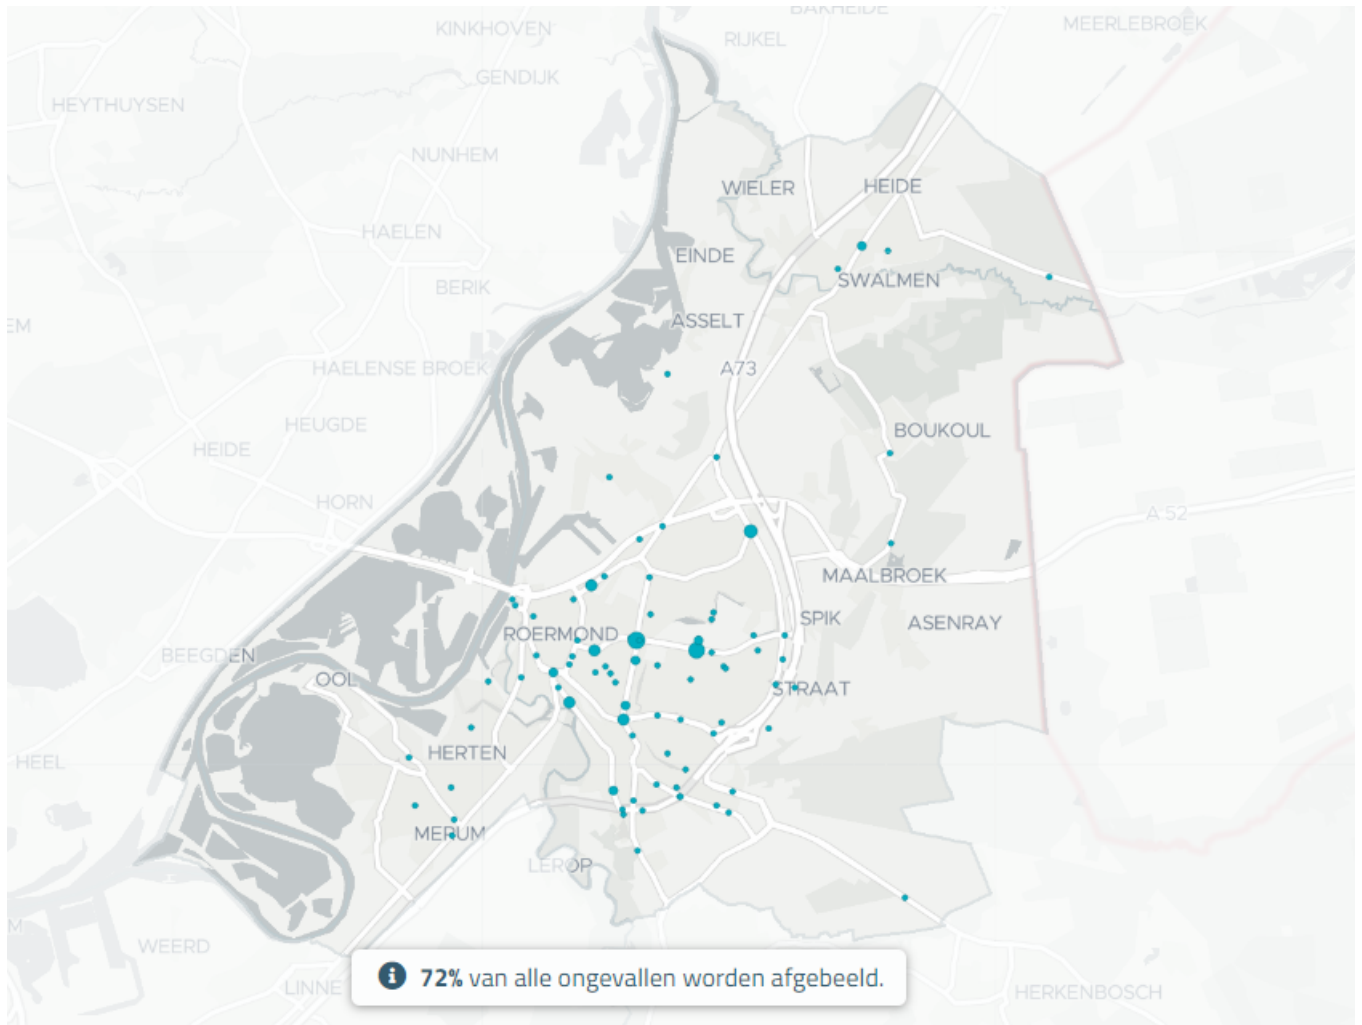 BAKHEIDE
KINKHOVEN
MEERLEBROEK
RIJKEL
GENDIJK
HEYTHUYSEN
NUNHEM
WIELER
HEIDE
HAELEN
EINDE
SWALMEN
BERIK
EM
ASSELT
HAELENSE BROEK
A73
HEUGDE
BOUKOUL
HEIDE
HORN
A 52
MAALBROEK
SPIK
ASENRAY
ROERMOND
BEEGDEN
OOL
STRAAT
HERTEN
HEEL
MERUM
LEROP
M
WEERD
72% van alle ongevallen worden afgebeeld.
LINNE
HERKENBOSCH